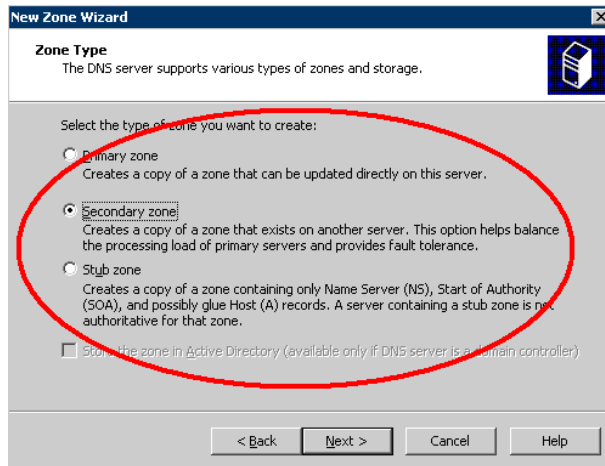 New Zone Wizard
Zone Type
The DNS server supports various types of zones and storage.
Select the type of zone you want to create:
Primary zone
Creates a copy of a zone that can be updated directly on this server.
Secondary zone
Creates a copy of a zone that exists on another server. This option helps balance
the processing load of primary servers and provides fault tolerance.
Stub zone
Creates a copy of a zone containing only Name Server (NS), Start of Authority
(SOA), and possibly glue Host (A) records. A server containing a stub zone is not
authoritative for that zone.
Store the zone in Active Directory (available only if DNS server is a domain controller)
< Back
Next >
Cancel
Help